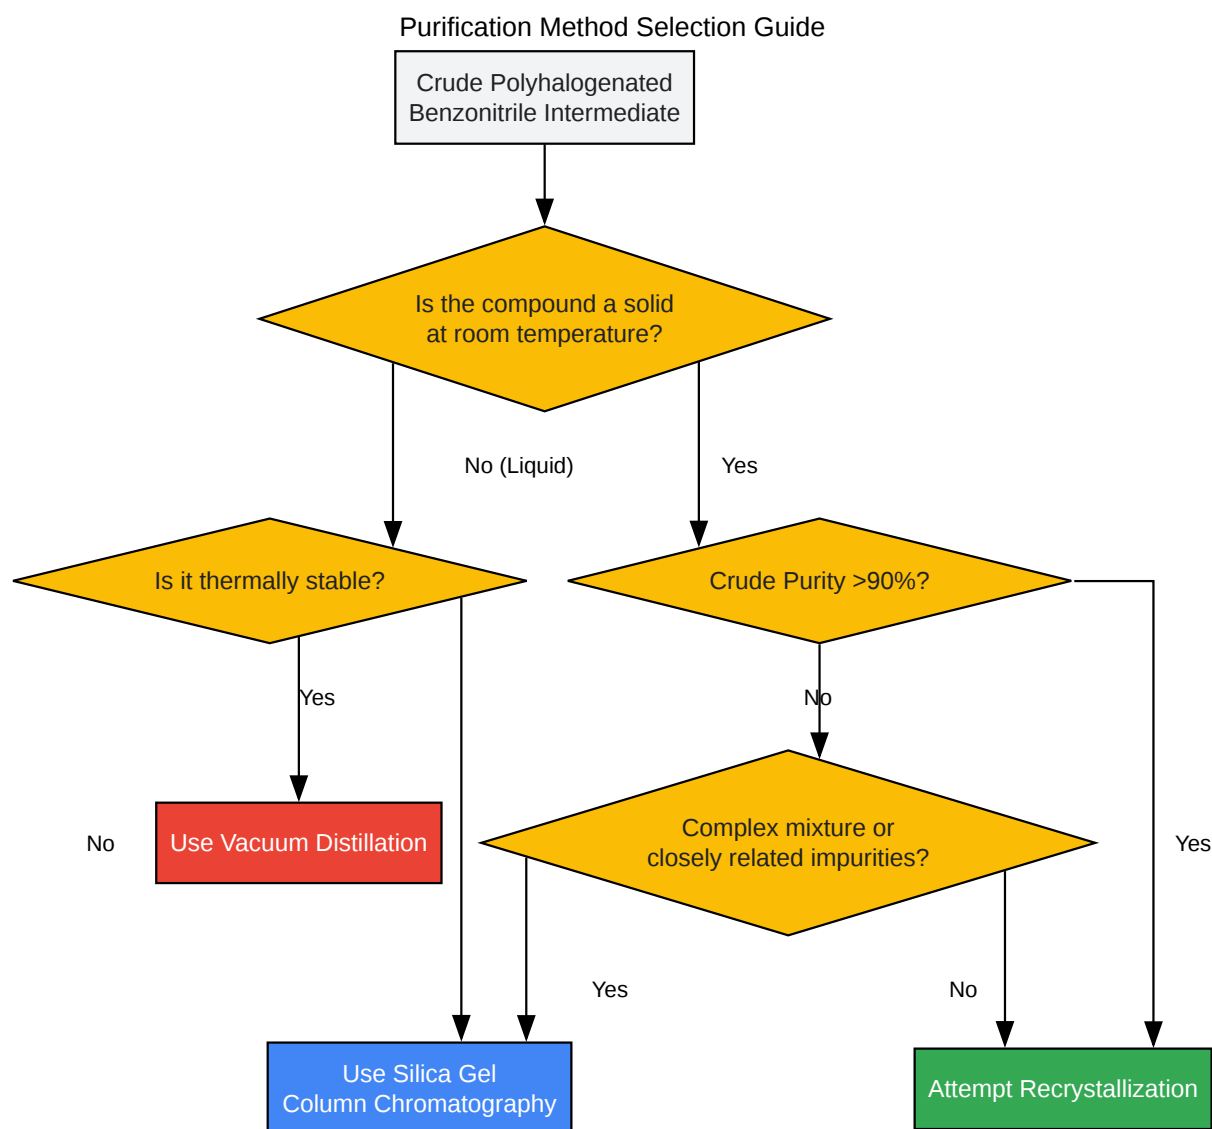 Purification Method Selection Guide
Crude Polyhalogenated
Benzonitrile Intermediate
Is the compound a solid
at room temperature?
No (Liquid)
Yes
Is it thermally stable?
Crude Purity >90%?
Yes
No
Complex mixture or
closely related impurities?
No
Use Vacuum Distillation
Yes
Yes
No
Use Silica Gel
Column Chromatography
Attempt Recrystallization